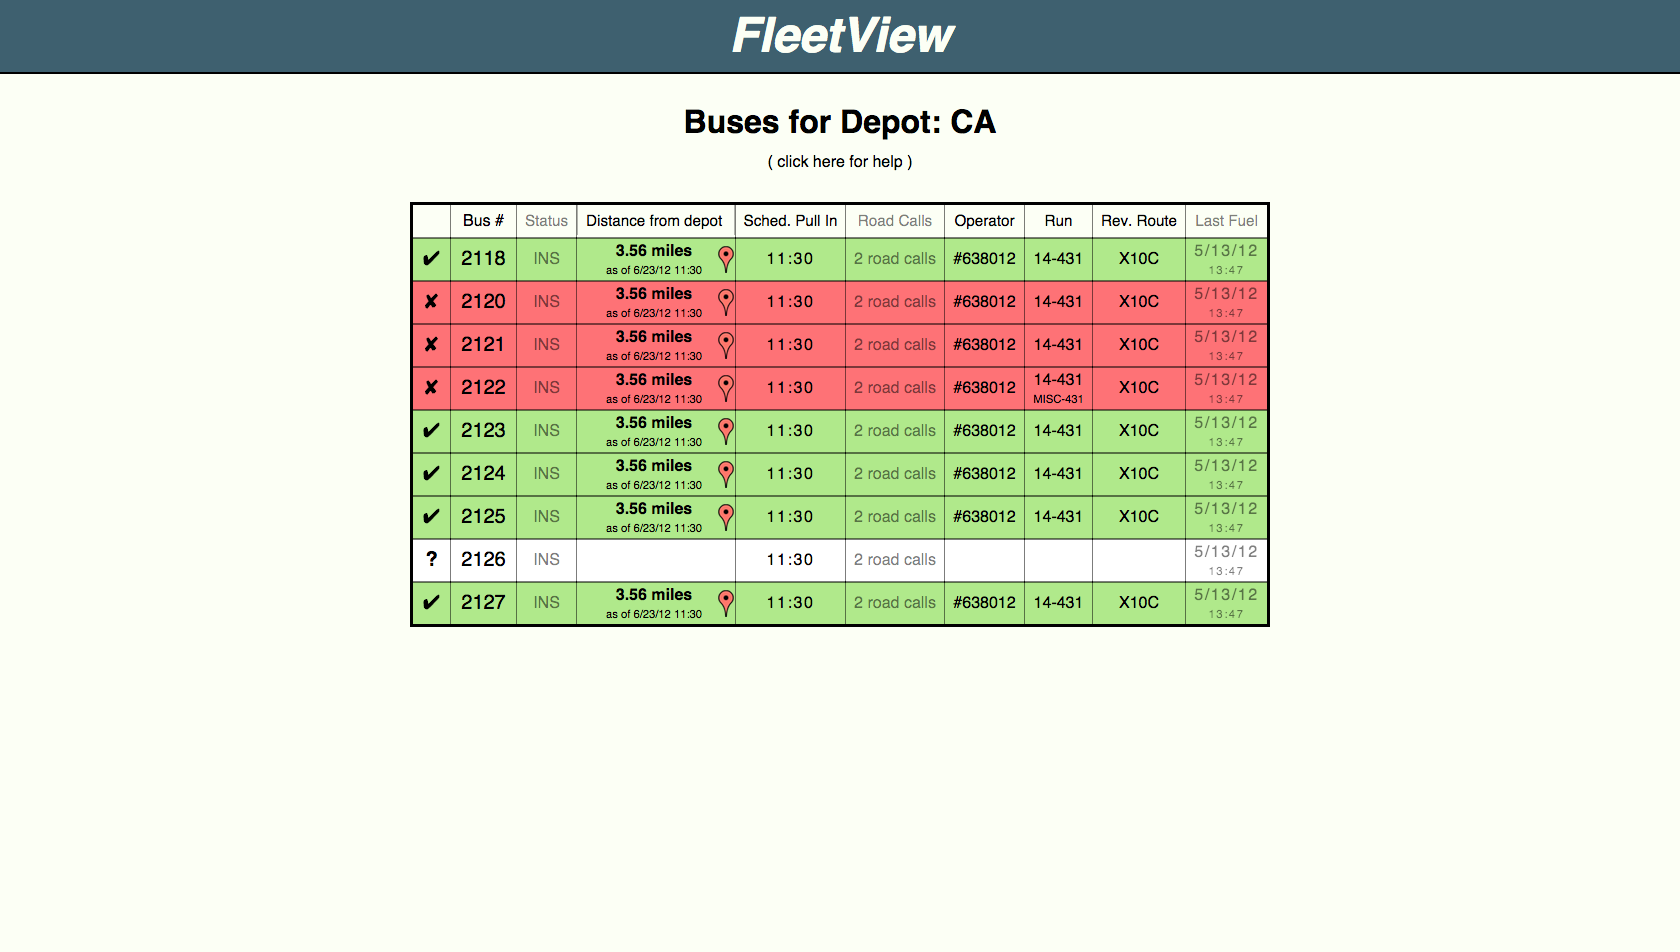 FleetView
Buses for Depot: CA
( click here for help )
Bus # Status Distance from depot Sched. Pull In Road Calls Operator Run Rev. Route Last Fuel
✔ 2118 INS 3.56 miles 11:30 2 road calls #638012 14-431 X10C 5/13/12
as of 6/23/12 11:30 13:47
✘ 2120 INS 3.56 miles 11:30 2 road calls #638012 14-431 X10C 5/13/12
as of 6/23/12 11:30 13:47
✘ 2121 INS 3.56 miles 11:30 2 road calls #638012 14-431 X10C 5/13/12
as of 6/23/12 11:30 13:47
✘ 2122 INS 3.56 miles 11:30 2 road calls #638012 14-431 X10C 5/13/12
as of 6/23/12 11:30 MISC-431 13:47
✔ 2123 INS 3.56 miles 11:30 2 road calls #638012 14-431 X10C 5/13/12
as of 6/23/12 11:30 13:47
✔ 2124 INS 3.56 miles 11:30 2 road calls #638012 14-431 X10C 5/13/12
as of 6/23/12 11:30 13:47
✔ 2125 INS 3.56 miles 11:30 2 road calls #638012 14-431 X10C 5/13/12
as of 6/23/12 11:30 13:47
? 2126 INS 11:30 2 road calls 5/13/12
13:47
✔ 2127 INS 3.56 miles 11:30 2 road calls #638012 14-431 X10C 5/13/12
as of 6/23/12 11:30 13:47